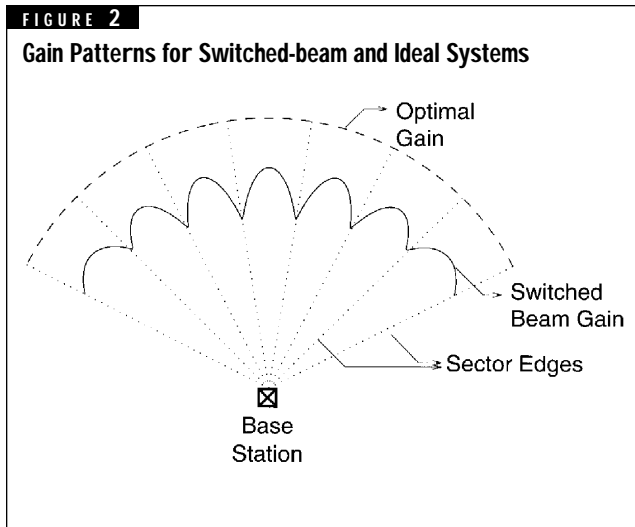 FIGURE 2
Gain Patterns for Switched-beam and Ideal Systems
Optimal
Gain
Switched
Beam Gain
Sector Edges
Base
Station